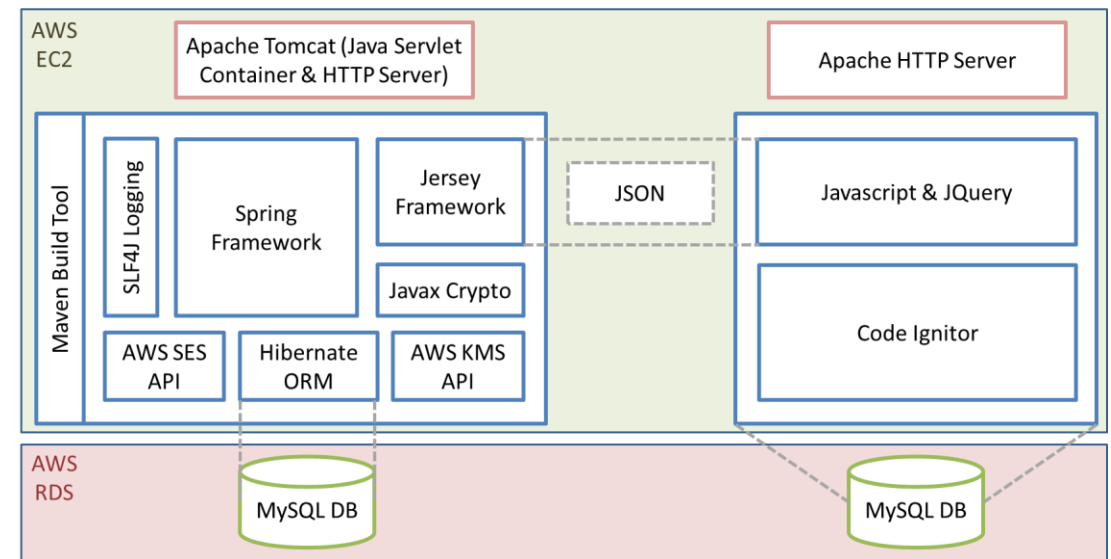 AWS
EC2
Apache Tomcat (Java Servlet
Container & HTTP Server)
Apache HTTP Server
Maven Build Tool
SLF4J Logging
Spring
Framework
Jersey
Framework
JSON
Javascript & JQuery
Javax Crypto
Code Ignitor
AWS SES
API
Hibernate
ORM
AWS KMS
API
AWS
RDS
MySQL DB
MySQL DB